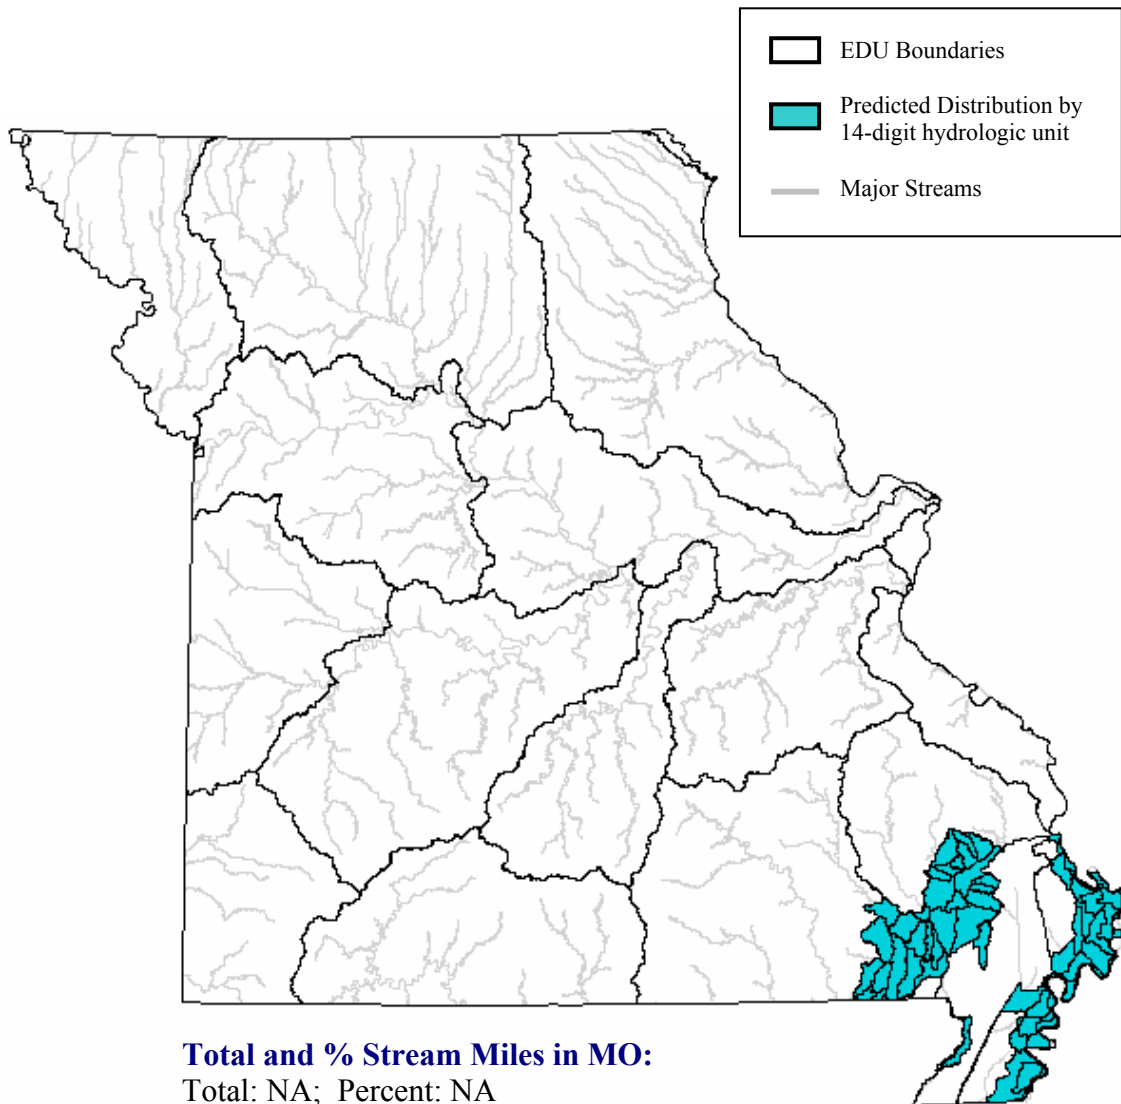 EDU Boundaries
Predicted Distribution by
14-digit hydrologic unit
Major Streams
Total and % Stream Miles in MO:
Total: NA; Percent: NA